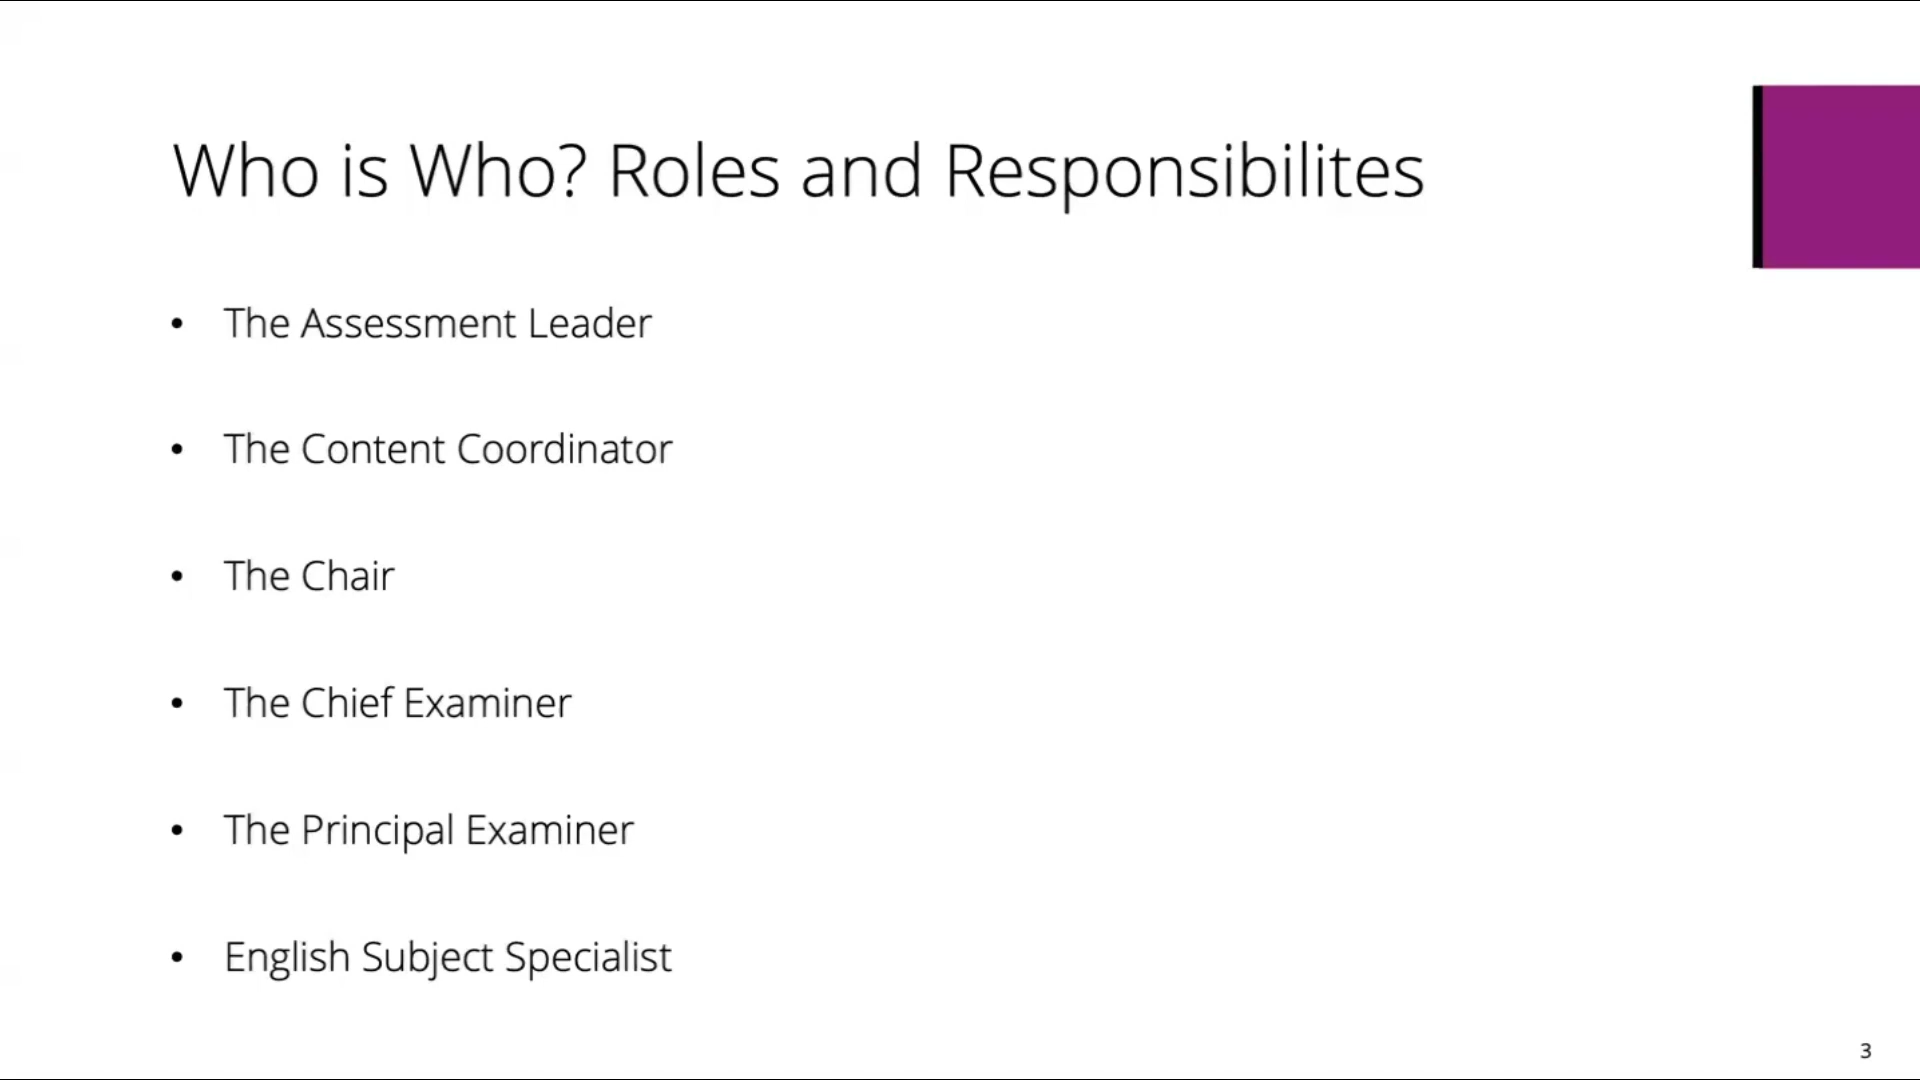 Who is Who? Roles and Responsibilites
• The Assessment Leader
• The Content Coordinator
• The Chair
• The Chief Examiner
• The Principal Examiner
• English Subject Specialist
3